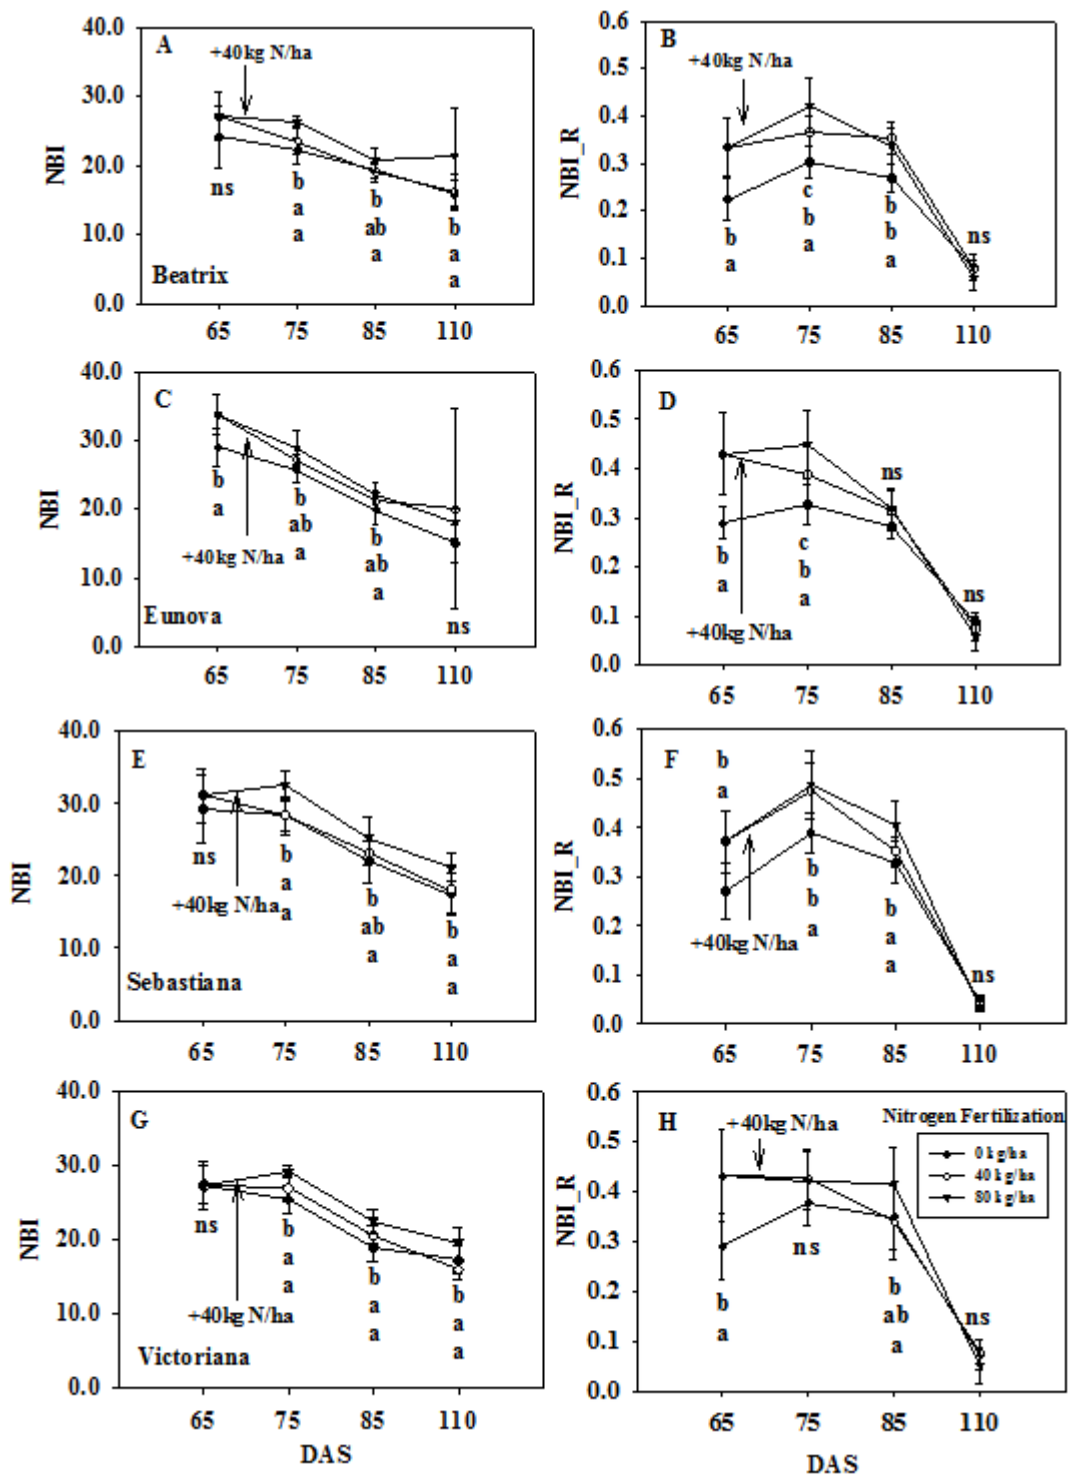 40.0
A
+40kg N/ha
30.0
NBI
20.0
ns
b
a
a
b
ab
a
b
a
a
10.0
Beatrix
0.0
65 75 85 110
0.6
B
0.5
+40kg N/ha
0.4
NBI_R
0.3
0.2
c
b
a
b
b
a
b
a
ns
0.1
0.0
65 75 85 110
40.0
C
30.0
NBI
b
a
b
ab
a
20.0
+40kg N/ha
b
ab
a
10.0
Eunova
ns
0.0
65 75 85 110
0.6
D
0.5
ns
0.4
NBI_R
0.3
b
a
c
b
a
0.2
ns
0.1
+40kg N/ha
0.0
65 75 85 110
40.0
E
30.0
NBI
ns
b
a
a
20.0
+40kg N/ha
b
ab
a
b
a
a
10.0
Sebastiana
0.0
65 75 85 110
0.6
F
b
a
0.5
0.4
NBI_R
0.3
b
b
a
b
a
a
0.2
+40kg N/ha
ns
0.1
0.0
65 75 85 110
40.0
G
30.0
NBI
ns
b
a
a
20.0
+40kg N/ha
b
a
a
b
a
a
10.0
Victoriana
0.0
65 75 85 110
DAS
0.6
H
+40kg N/ha
Nitrogen Fertilization
0 kg/ha
40 kg/ha
80 kg/ha
0.5
0.4
NBI_R
0.3
ns
0.2
b
a
b
ab
a
ns
0.1
0.0
65 75 85 110
DAS